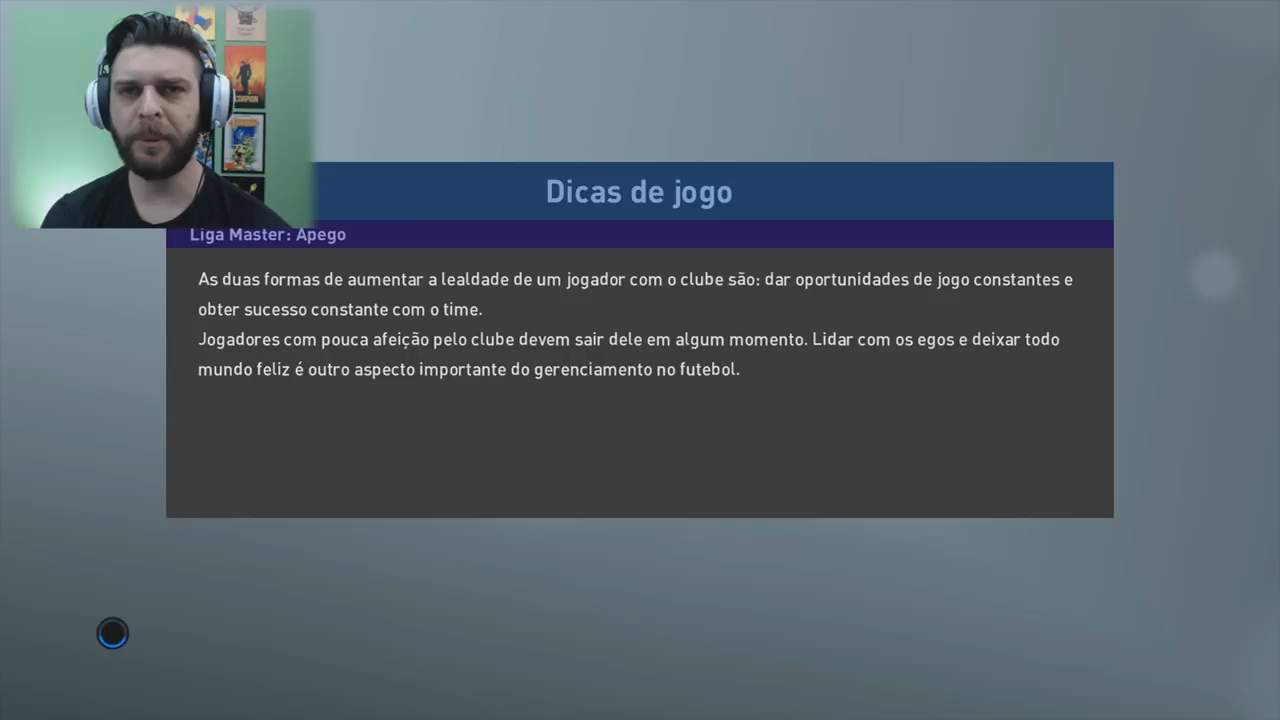 SCORPION
Dicas de jogo
Liga Master: Apego
As duas formas de aumentar a lealdade de um jogador com o clube são: dar oportunidades de jogo constantes e
obter sucesso constante com o time.
Jogadores com pouca afeição pelo clube devem sair dele em algum momento. Lidar com os egos e deixar todo
mundo feliz é outro aspecto importante do gerenciamento no futebol.